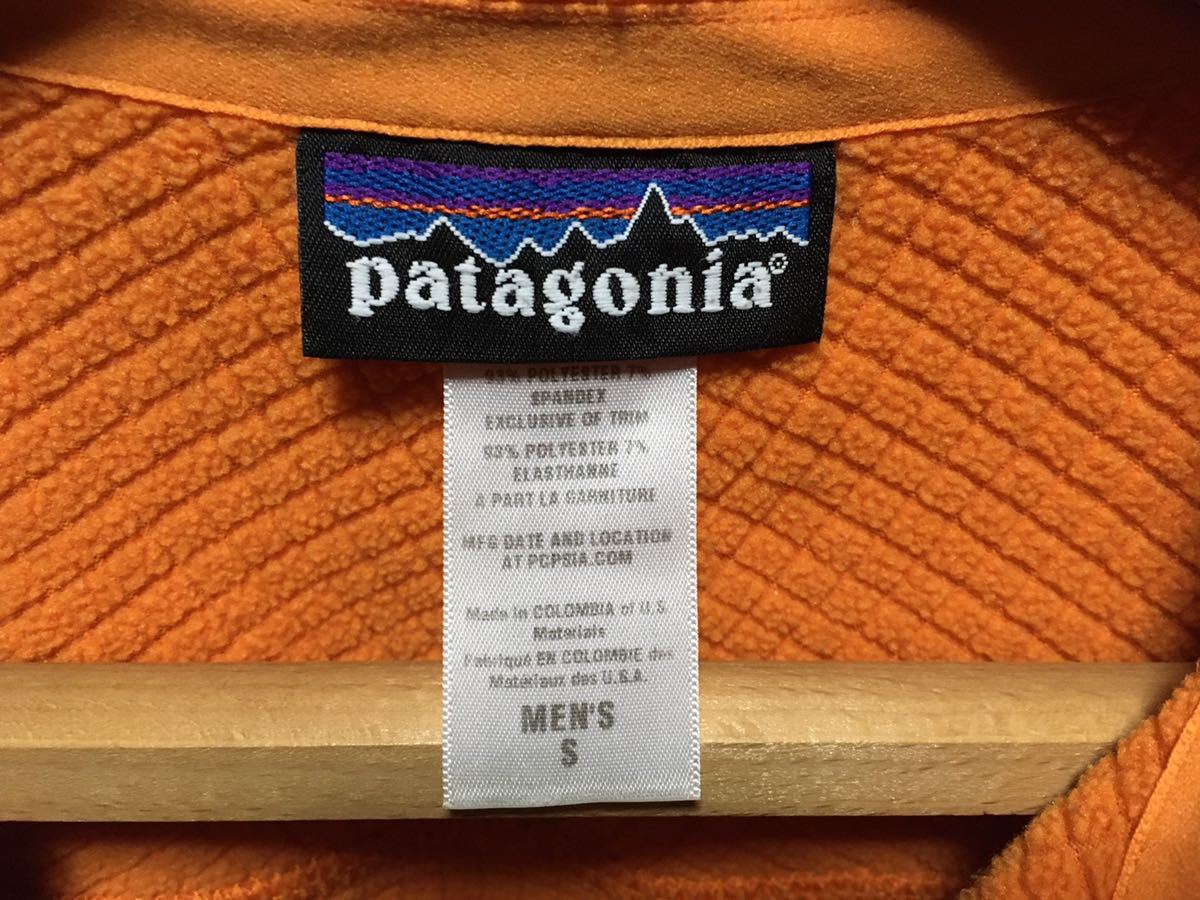 patagonia®
93% POLYESTER 7%
SPANDEX
EXCLUSIVE OF TRIM
93% POLYESTER 7%
ELASTHANNE
A PART LA GARNITURE
MFG DATE AND LOCATION
AT PCPSIA.COM
Made in COLOMBIA of U.S.
Materials
Fabriqué EN COLOMBIE des
Matériaux des U.S.A.
MEN'S
S